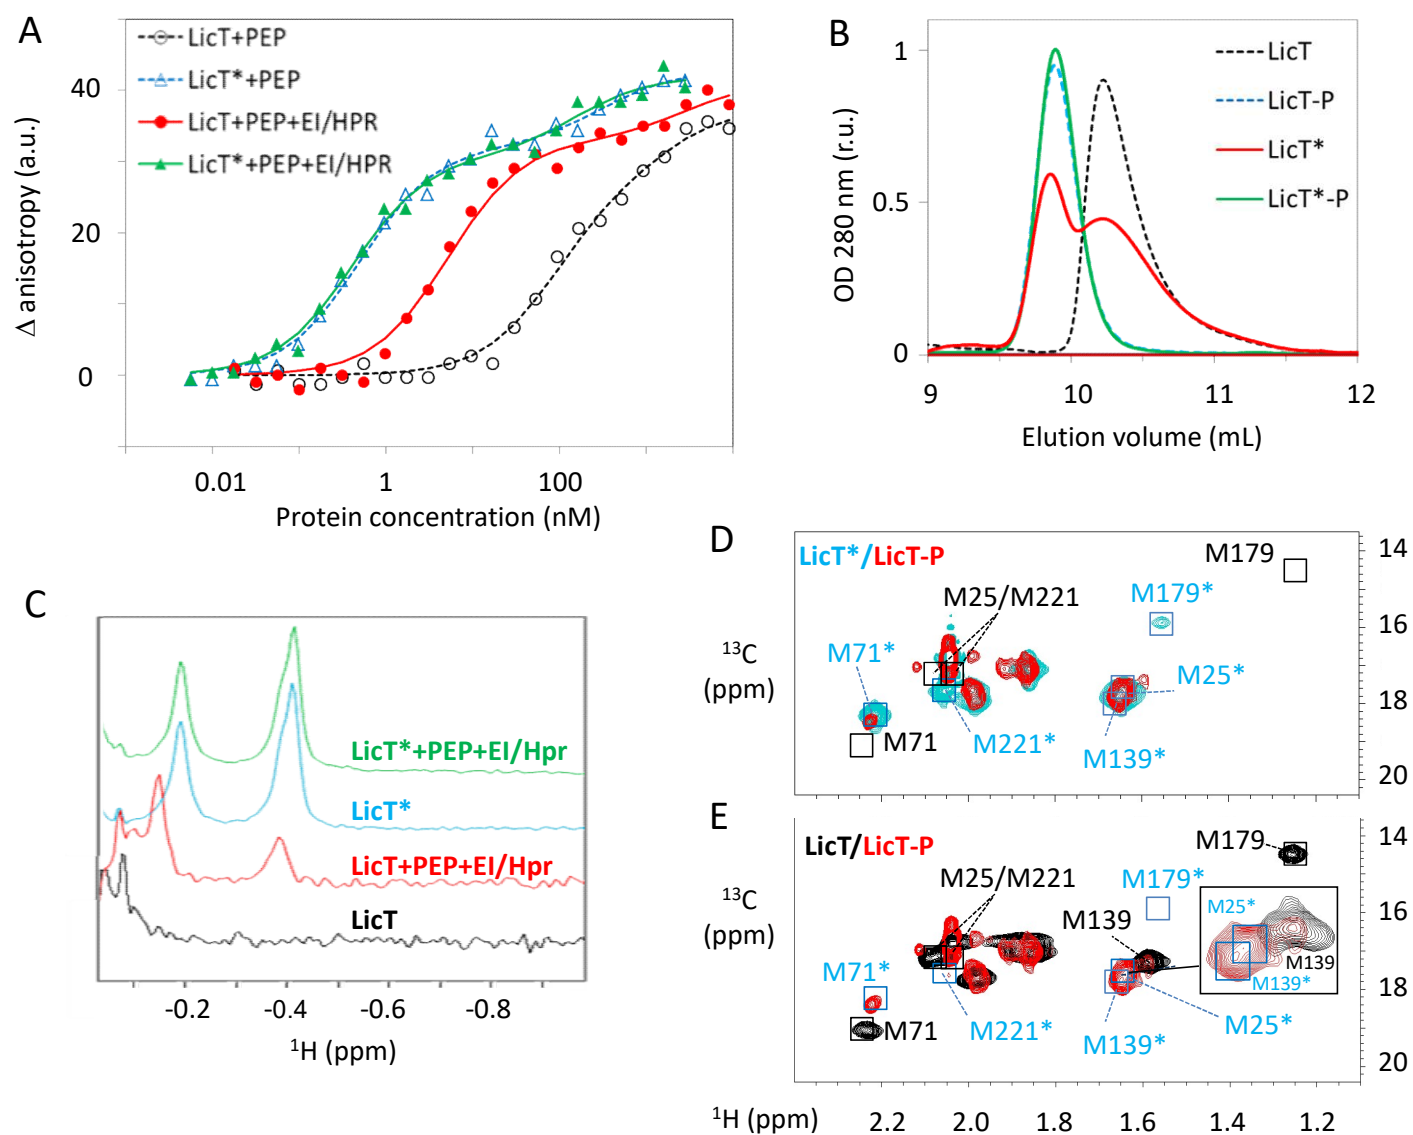 A
LicT+PEP
LicT*+PEP
LicT+PEP+EI/HPR
LicT*+PEP+EI/HPR
40
20
0
Δ anisotropy (a.u.)
0.01
1
100
Protein concentration (nM)
B
1
0.5
0
OD 280 nm (r.u.)
LicT
LicT-P
LicT*
LicT*-P
9
10
11
12
Elution volume (mL)
C
LicT*+PEP+EI/Hpr
LicT*
LicT+PEP+EI/Hpr
LicT
-0.2
-0.4
-0.6
-0.8
¹H (ppm)
D
LicT*/LicT-P
M179
M25/M221
M179*
M71*
M25*
M71
M221*
M139*
¹³C
(ppm)
14
16
18
20
E
LicT/LicT-P
M179
M25/M221
M179*
M139
M25*
M139
M139*
M71*
M71
M221*
M139*
M25*
¹³C
(ppm)
14
16
18
20
¹H (ppm)
2.2
2.0
1.8
1.6
1.4
1.2